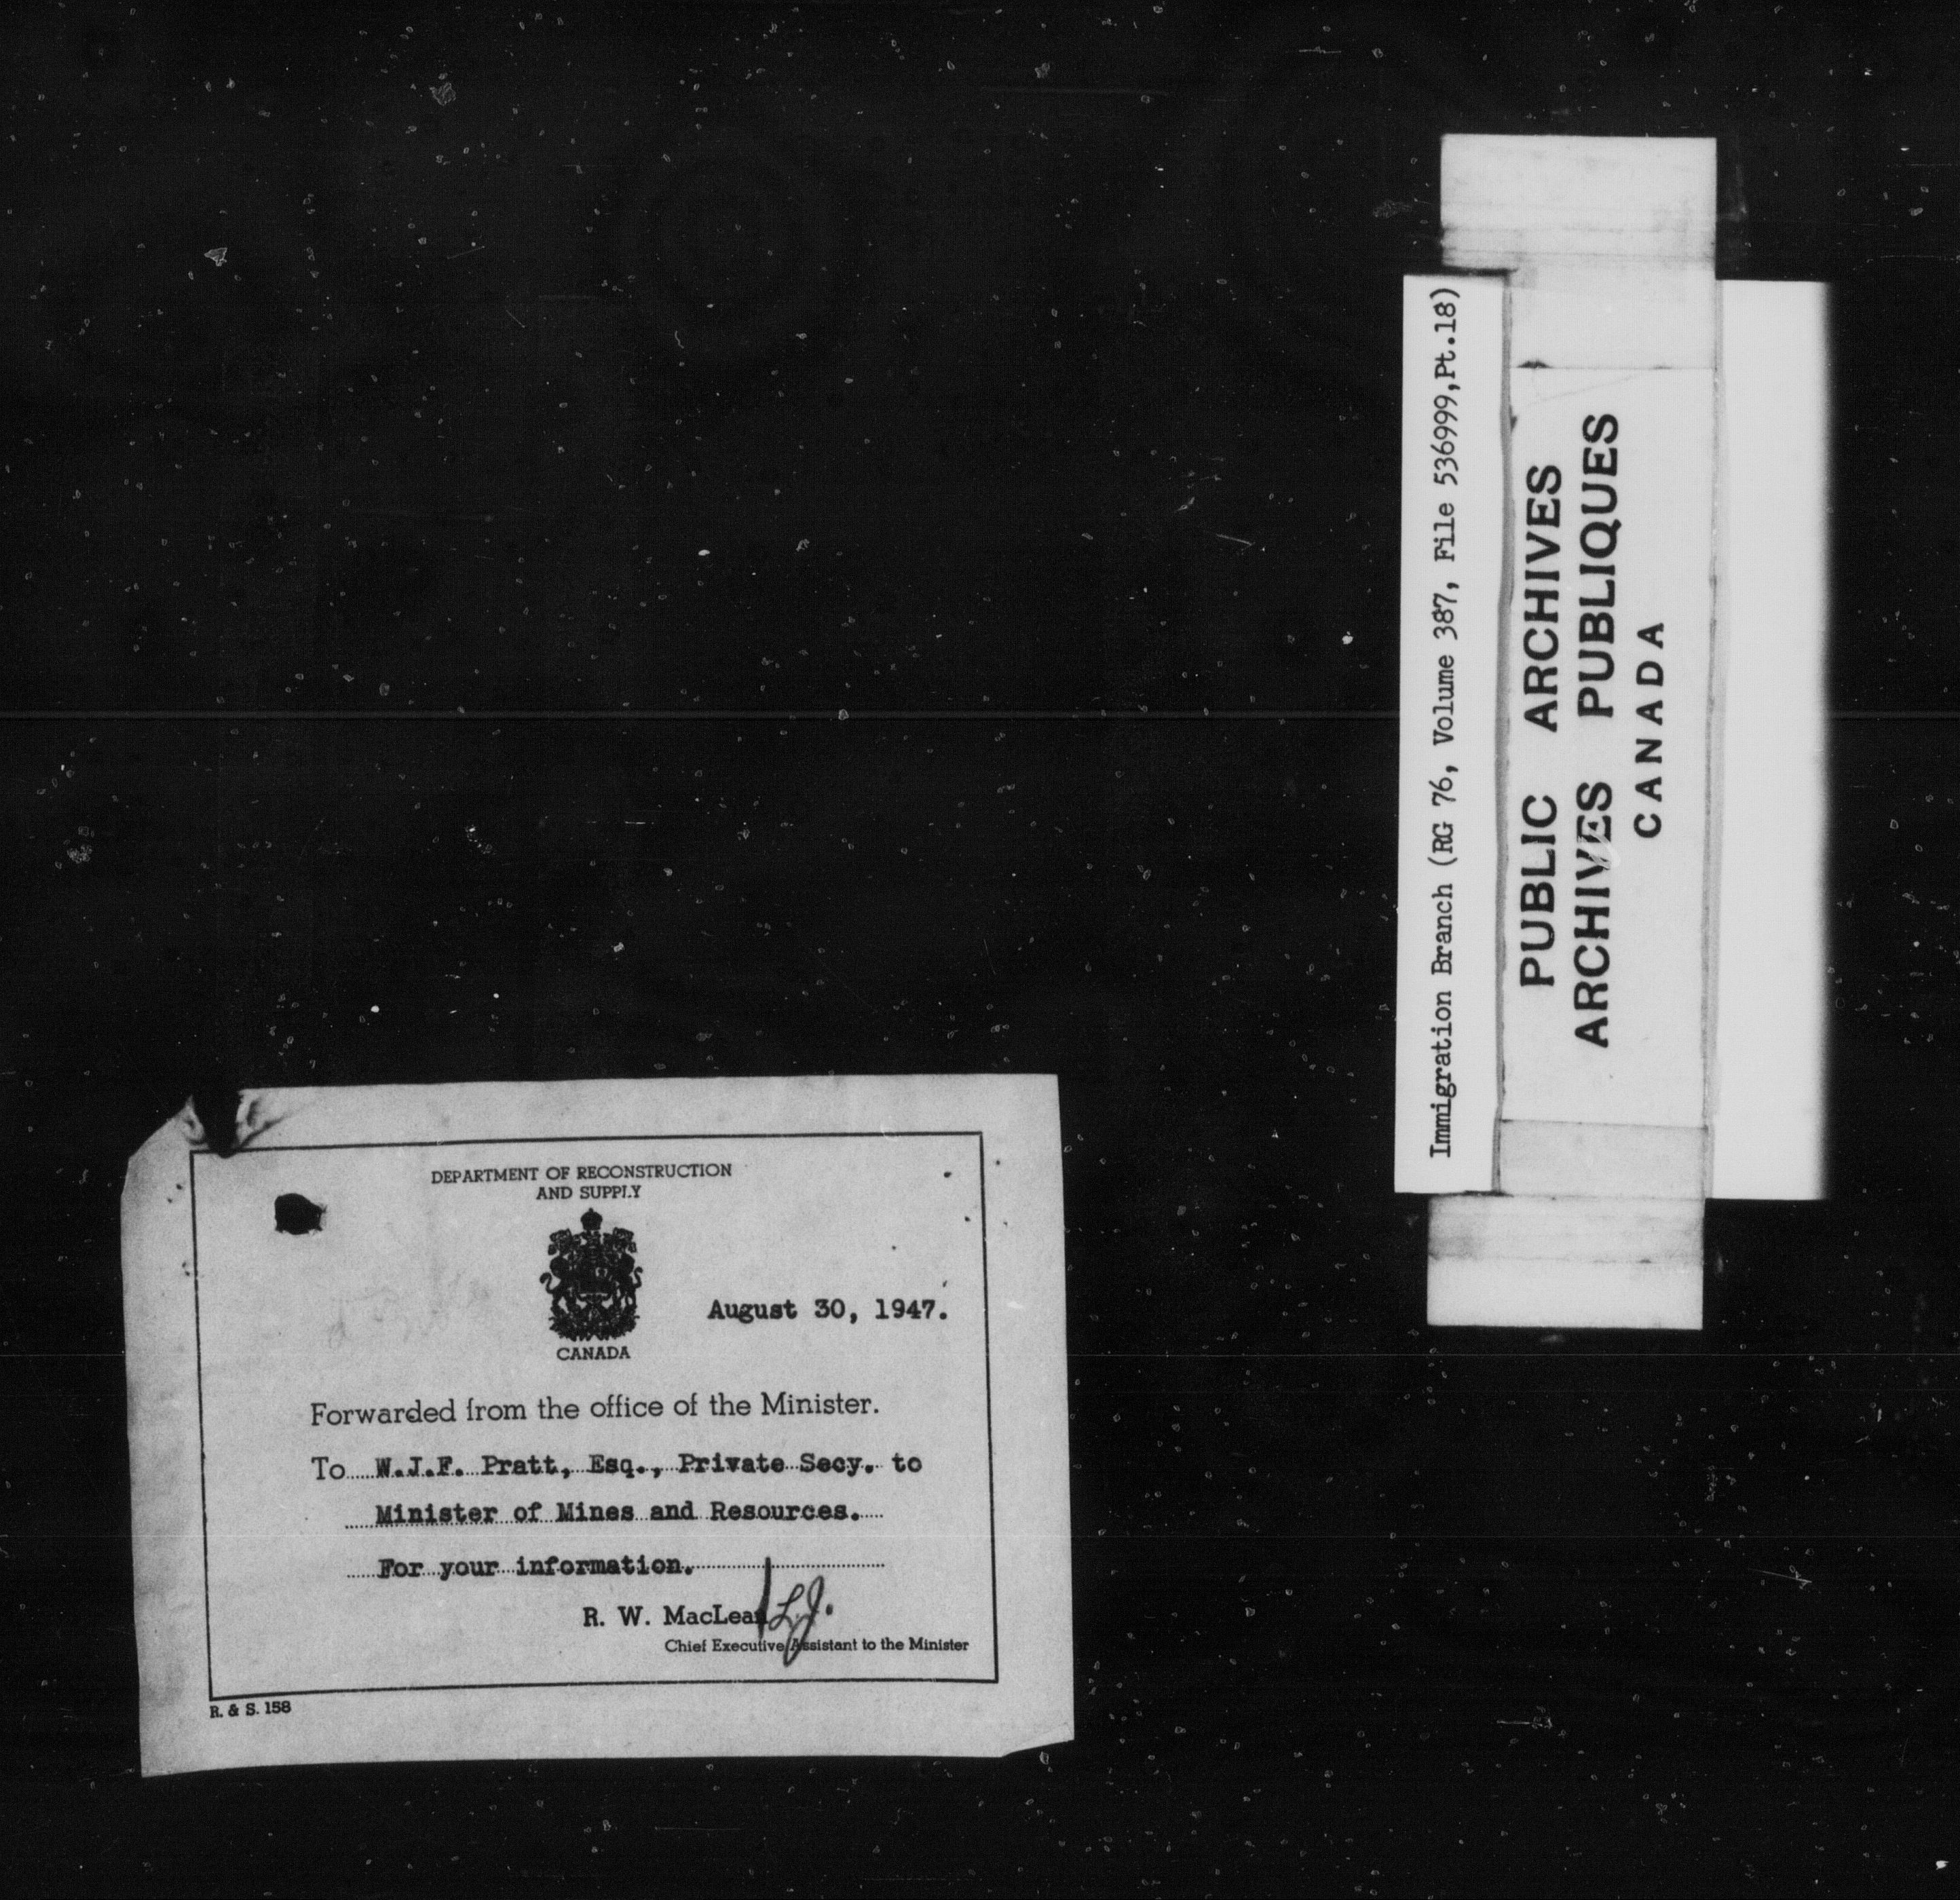 Immigration Branch (RG 76, Volume 387, File 536999,Pt.18)
PUBLIC ARCHIVES
ARCHIVES PUBLIQUES
CANADA
DEPARTMENT OF RECONSTRUCTION
AND SUPPLY
August 30, 1947.
CANADA
Forwarded from the office of the Minister.
To W.J.F. Pratt, Esq., Private Secy. to
Minister of Mines and Resources.
For your information.
R. W. MacLean L.J.
Chief Executive Assistant to the Minister
R. & S. 158